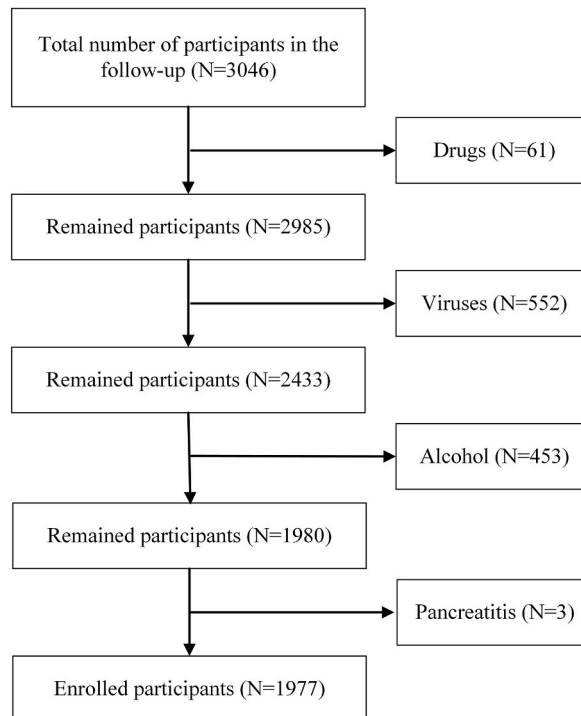 Total number of participants in the
follow-up (N=3046)
Drugs (N=61)
Remained participants (N=2985)
Viruses (N=552)
Remained participants (N=2433)
Alcohol (N=453)
Remained participants (N=1980)
Pancreatitis (N=3)
Enrolled participants (N=1977)